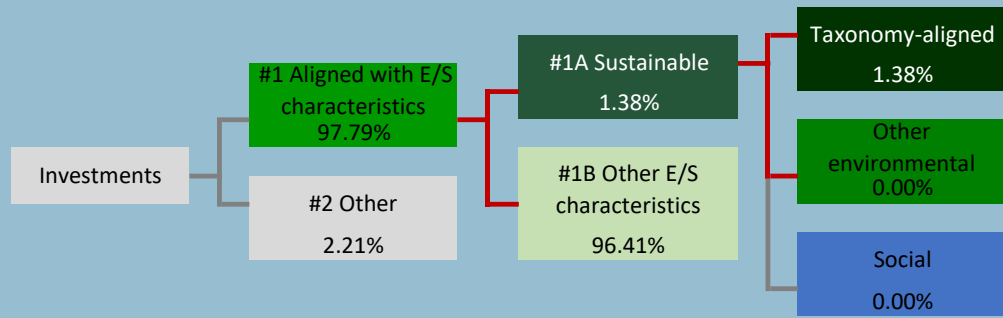 Investments
#1 Aligned with E/S
characteristics
97.79%
#2 Other
2.21%
#1A Sustainable
1.38%
#1B Other E/S
characteristics
96.41%
Taxonomy-aligned
1.38%
Other
environmental
0.00%
Social
0.00%